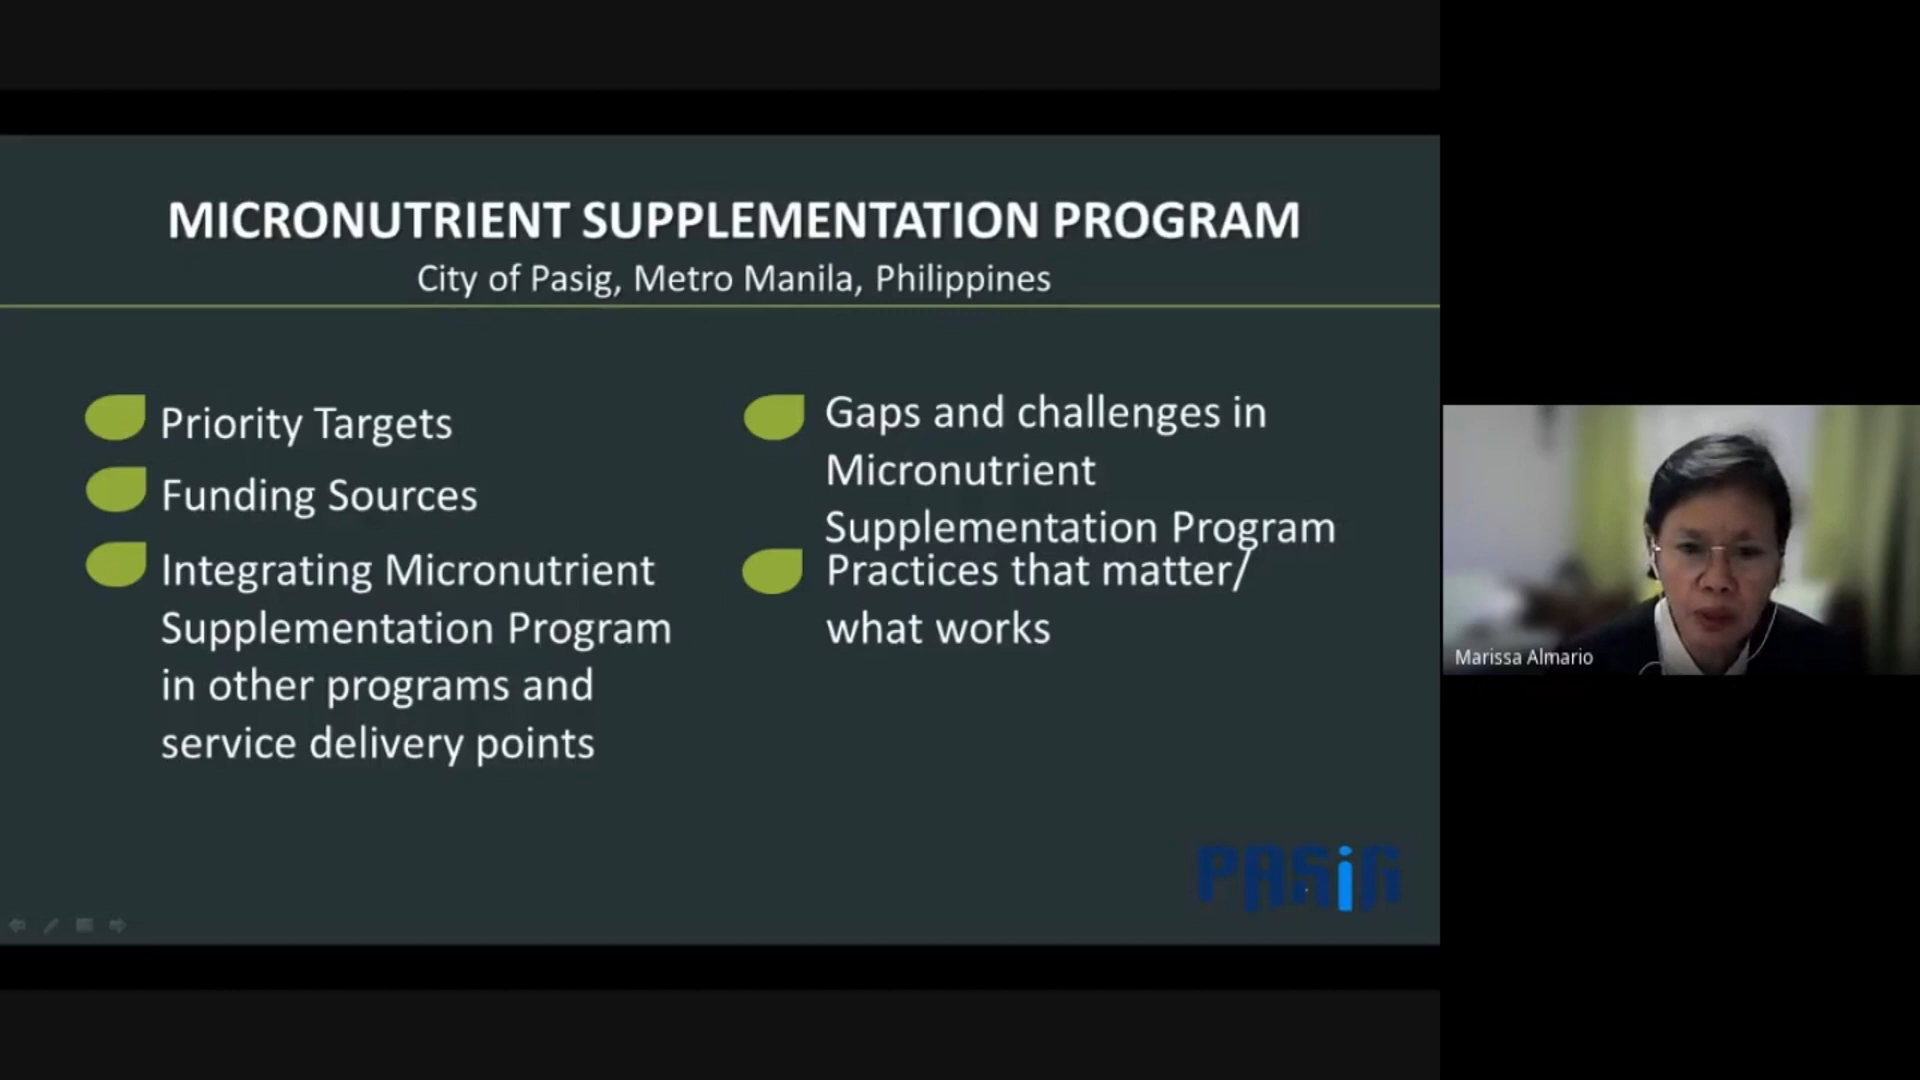 MICRONUTRIENT SUPPLEMENTATION PROGRAM
City of Pasig, Metro Manila, Philippines
Priority Targets
Funding Sources
Integrating Micronutrient
Supplementation Program
in other programs and
service delivery points
Gaps and challenges in
Micronutrient
Supplementation Program
Practices that matter/
what works
PASiG
Marissa Almario